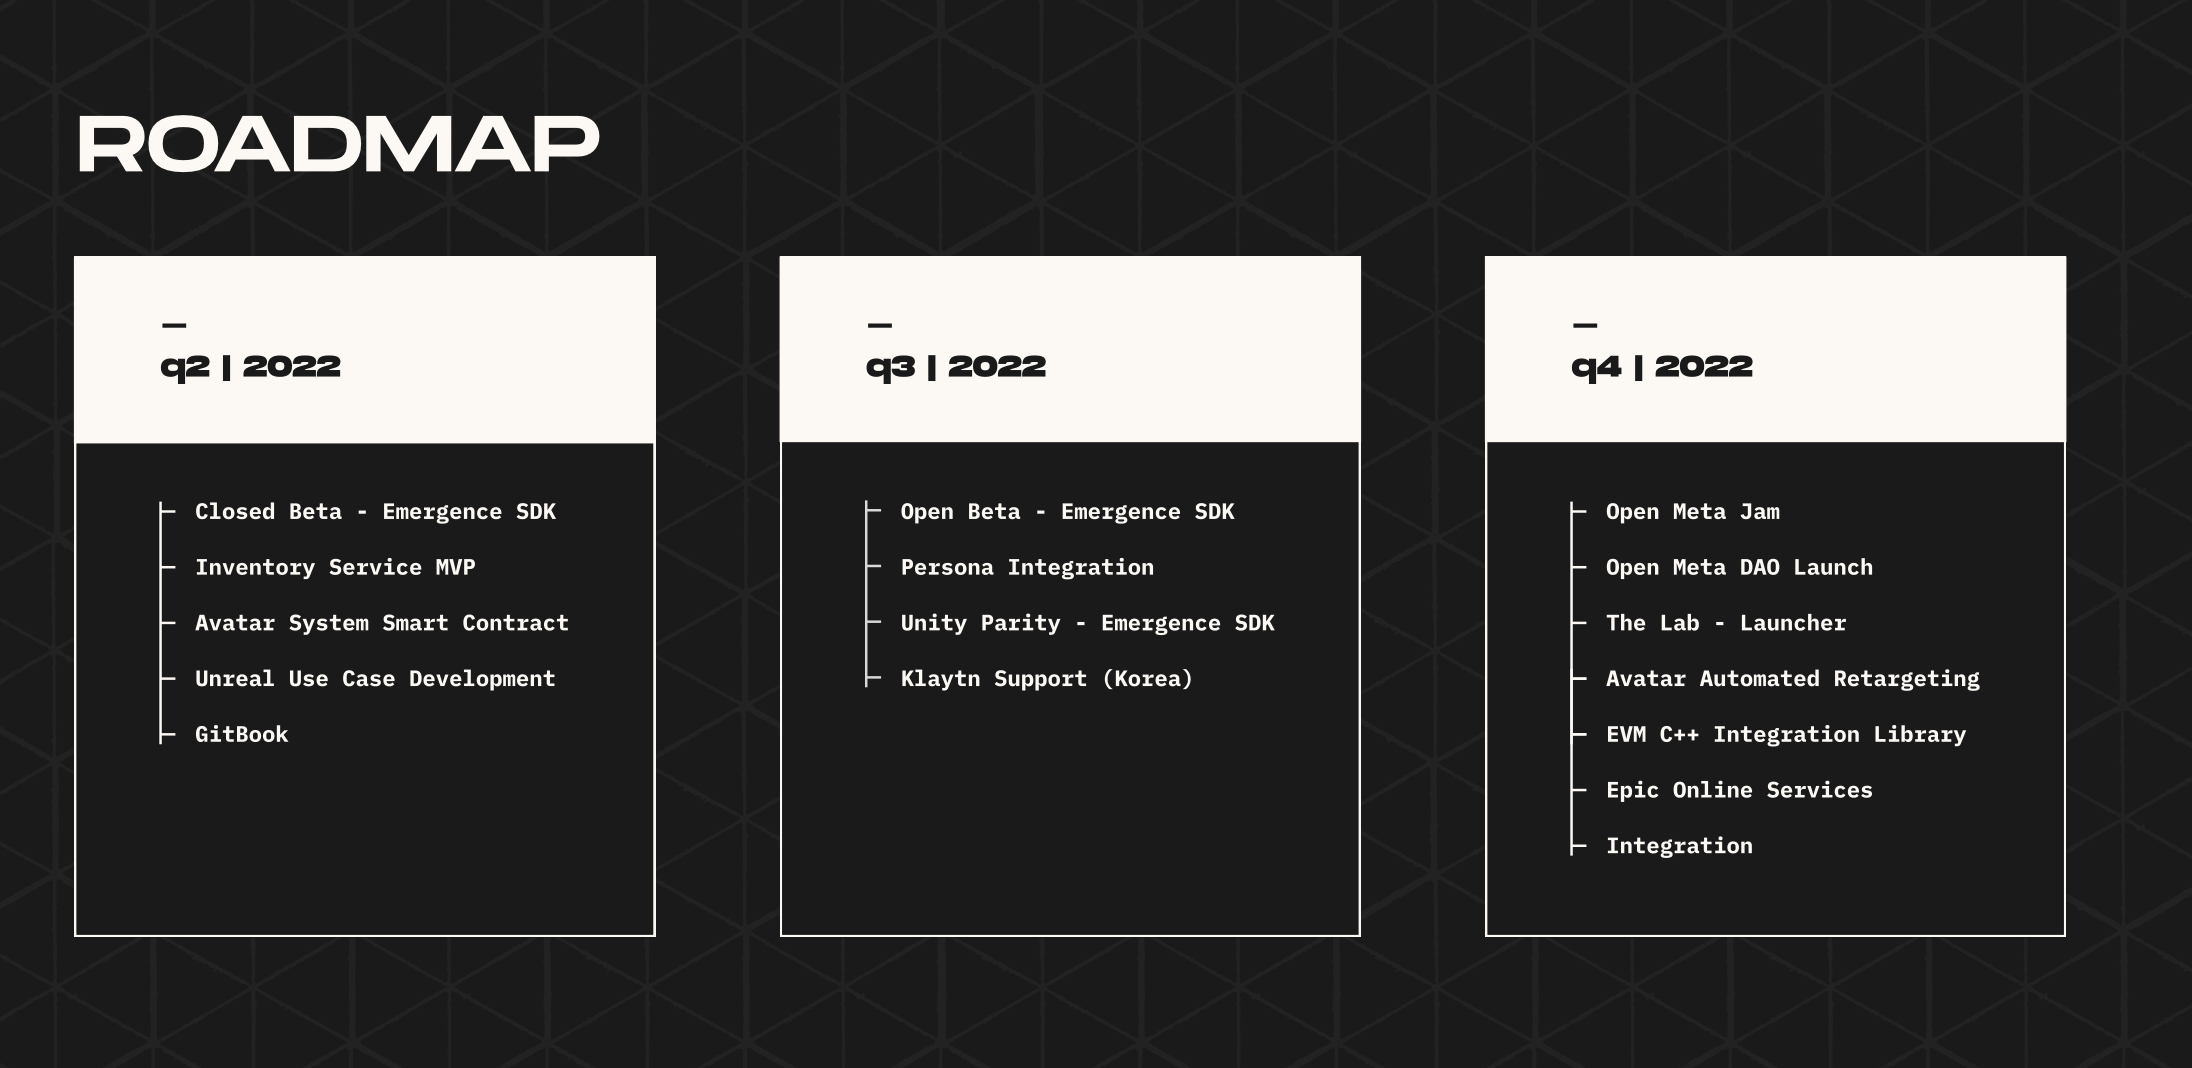 ROADMAP
q2 | 2022
Closed Beta - Emergence SDK
Inventory Service MVP
Avatar System Smart Contract
Unreal Use Case Development
GitBook
q3 | 2022
Open Beta - Emergence SDK
Persona Integration
Unity Parity - Emergence SDK
Klaytn Support (Korea)
q4 | 2022
Open Meta Jam
Open Meta DAO Launch
The Lab - Launcher
Avatar Automated Retargeting
EVM C++ Integration Library
Epic Online Services
Integration